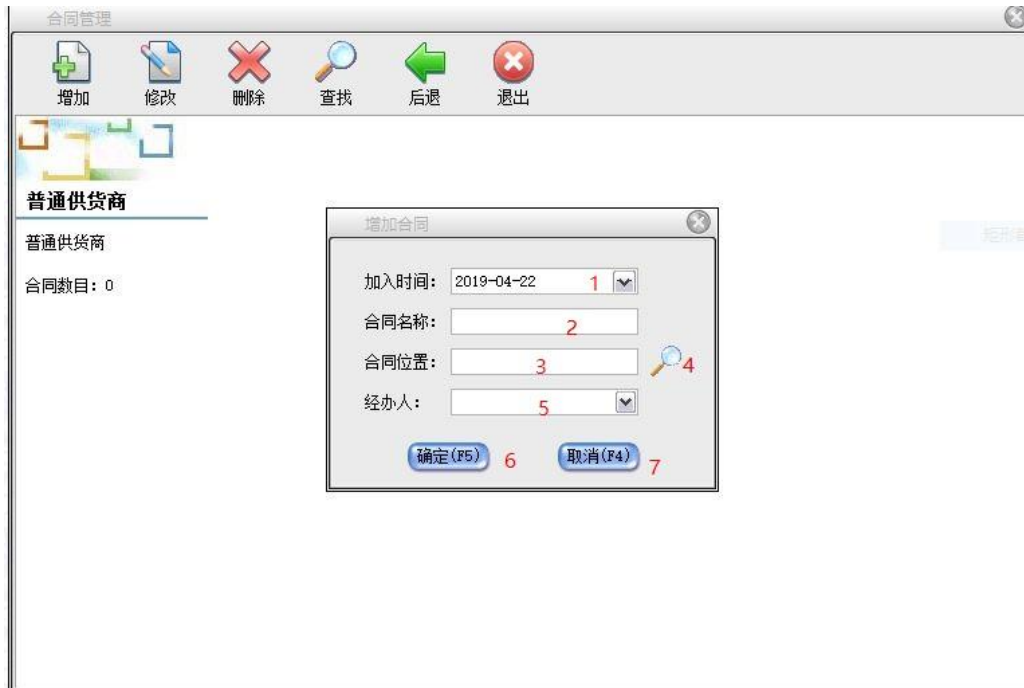 合同管理
增加 修改 删除 查找 后退 退出
普通供货商
普通供货商
合同数目：0
增加合同
加入时间： 2019-04-22 1
合同名称： 2
合同位置： 3 4
经办人： 5
确定(F5) 6 取消(F4) 7